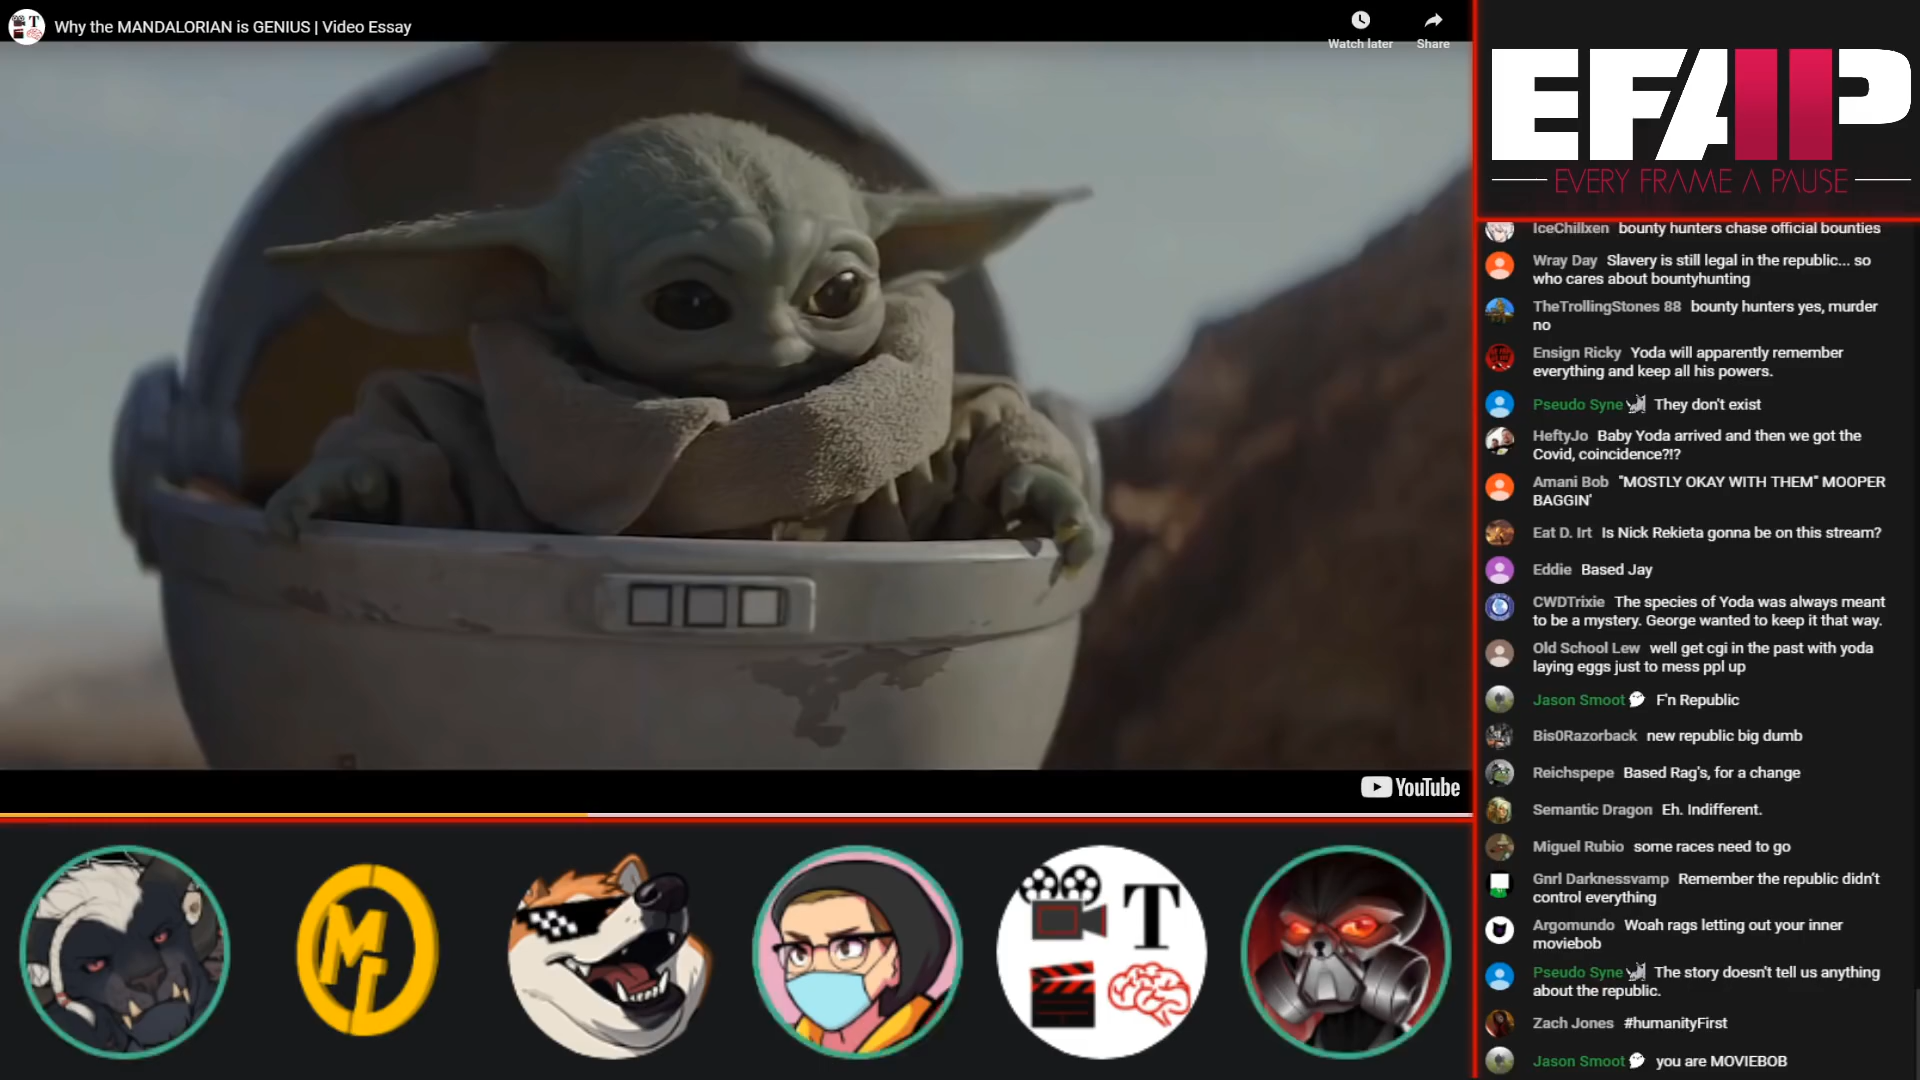 Why the MANDALORIAN is GENIUS | Video Essay
Watch later
Share
YouTube
EFAP
EVERY FRAME A PAUSE
IceChillxen bounty hunters chase official bounties
Wray Day Slavery is still legal in the republic... so
who cares about bountyhunting
TheTrollingStones 88 bounty hunters yes, murder
no
Ensign Ricky Yoda will apparently remember
everything and keep all his powers.
Pseudo Syne They don't exist
HeftyJo Baby Yoda arrived and then we got the
Covid, coincidence?!?
Amani Bob "MOSTLY OKAY WITH THEM" MOOPER
BAGGIN'
Eat D. Irt Is Nick Rekieta gonna be on this stream?
Eddie Based Jay
CWDTrixie The species of Yoda was always meant
to be a mystery. George wanted to keep it that way.
Old School Lew well get cgi in the past with yoda
laying eggs just to mess ppl up
Jason Smoot F'n Republic
Bis0Razorback new republic big dumb
Reichspepe Based Rag's, for a change
Semantic Dragon Eh. Indifferent.
Miguel Rubio some races need to go
Gnrl Darknessvamp Remember the republic didn't
control everything
Argomundo Woah rags letting out your inner
moviebob
Pseudo Syne The story doesn't tell us anything
about the republic.
Zach Jones #humanityFirst
Jason Smoot you are MOVIEBOB
T